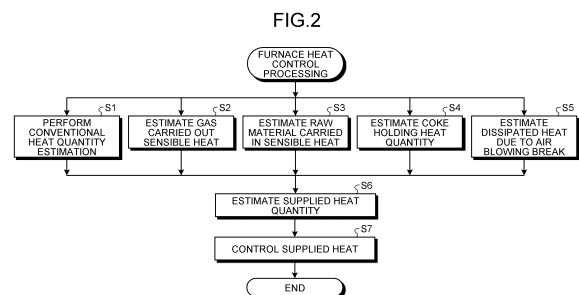 FIG.2
FURNACE HEAT
CONTROL
PROCESSING
S1
PERFORM
CONVENTIONAL
HEAT QUANTITY
ESTIMATION
S2
ESTIMATE GAS
CARRIED OUT
SENSIBLE HEAT
S3
ESTIMATE RAW
MATERIAL CARRIED
IN SENSIBLE HEAT
S4
ESTIMATE COKE
HOLDING HEAT
QUANTITY
S5
ESTIMATE
DISSIPATED HEAT
DUE TO AIR
BLOWING BREAK
S6
ESTIMATE SUPPLIED HEAT
QUANTITY
S7
CONTROL SUPPLIED HEAT
END